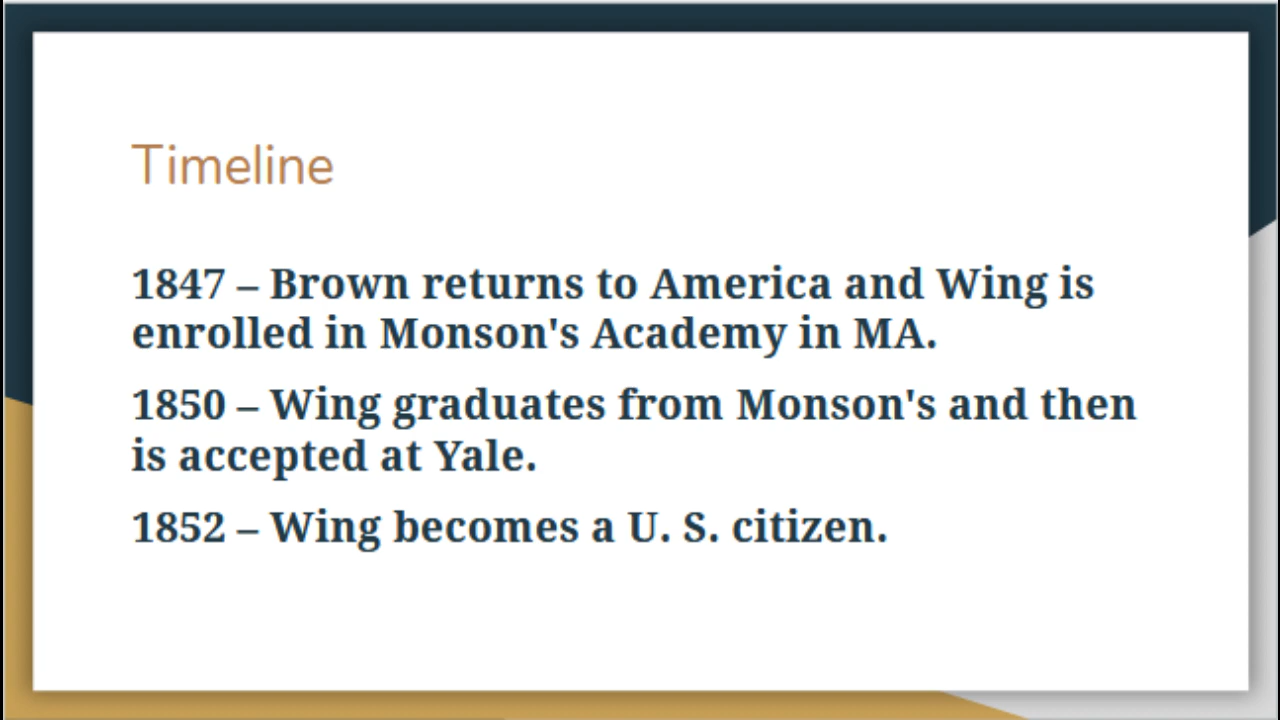 Timeline
1847 – Brown returns to America and Wing is
enrolled in Monson's Academy in MA.
1850 – Wing graduates from Monson's and then
is accepted at Yale.
1852 – Wing becomes a U. S. citizen.